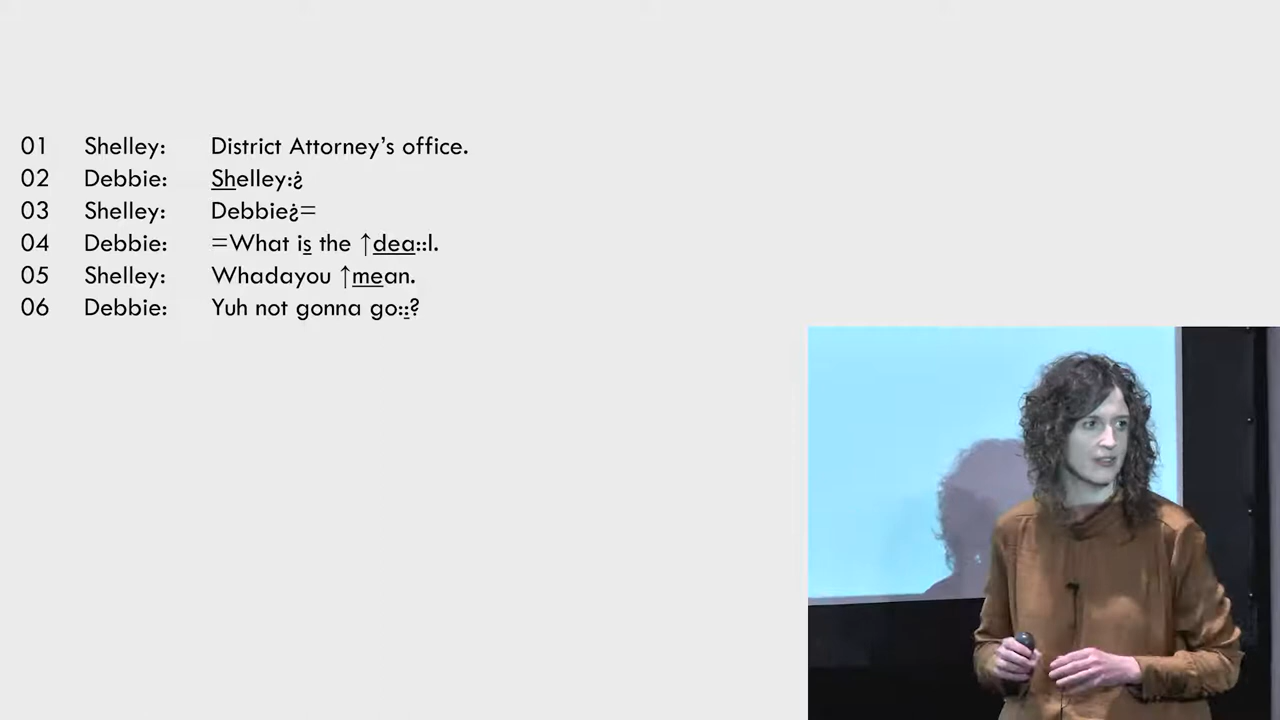 01 Shelley: District Attorney's office.
02 Debbie: Shelley:¿
03 Shelley: Debbie¿=
04 Debbie: =What is the ↑dea::l.
05 Shelley: Whadayou ↑mean.
06 Debbie: Yuh not gonna go::?